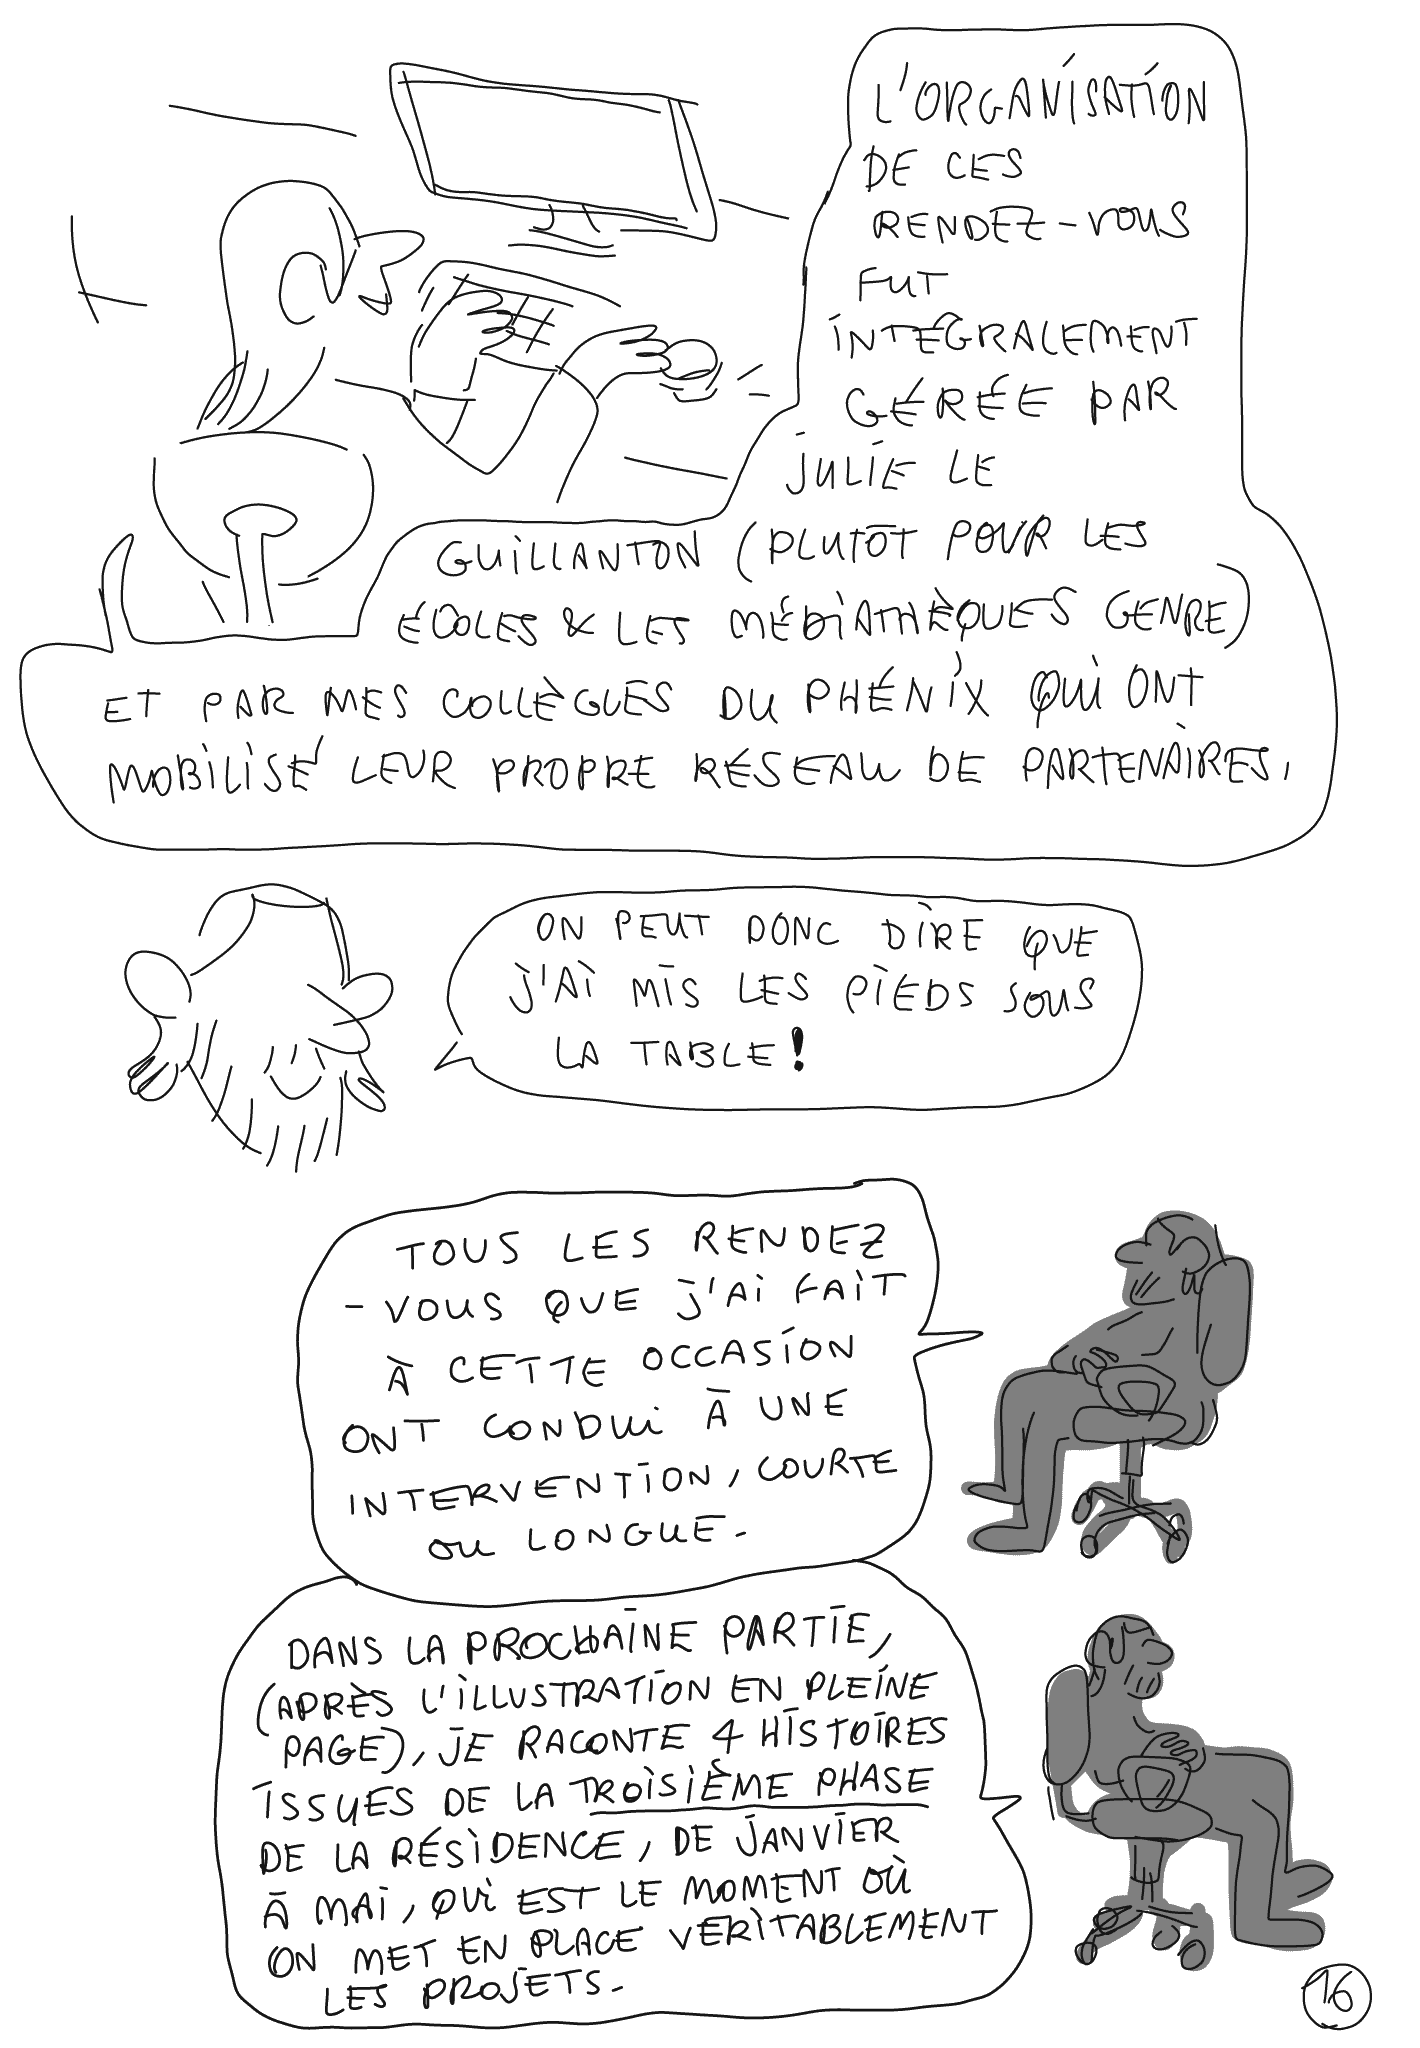 L'ORGANISATION
DE CES
RENDEZ-VOUS
FUT
INTÉGRALEMENT
GÉRÉE PAR
JULIE LE
GUILLANTON (PLUTOT POUR LES
ÉCOLES & LES MÉDIATHÈQUES GENRE)
ET PAR MES COLLÈGUES DU PHÉNIX QUI ONT
MOBILISÉ LEUR PROPRE RÉSEAU DE PARTENAIRES.
ON PEUT DONC DIRE QUE
J'AI MIS LES PIEDS SOUS
LA TABLE!
TOUS LES RENDEZ
-VOUS QUE J'AI FAIT
À CETTE OCCASION
ONT CONDUI À UNE
INTERVENTION, COURTE
OU LONGUE.
DANS LA PROCHAINE PARTIE,
(APRÈS L'ILLUSTRATION EN PLEINE
PAGE), JE RACONTE 4 HISTOIRES
ISSUES DE LA TROISIÈME PHASE
DE LA RÉSIDENCE, DE JANVIER
À MAI, QUI EST LE MOMENT OÙ
ON MET EN PLACE VERITABLEMENT
LES PROJETS.
16